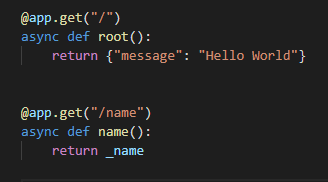 @app.get("/")
async def root():
    return {"message": "Hello World"}
@app.get("/name")
async def name():
    return _name